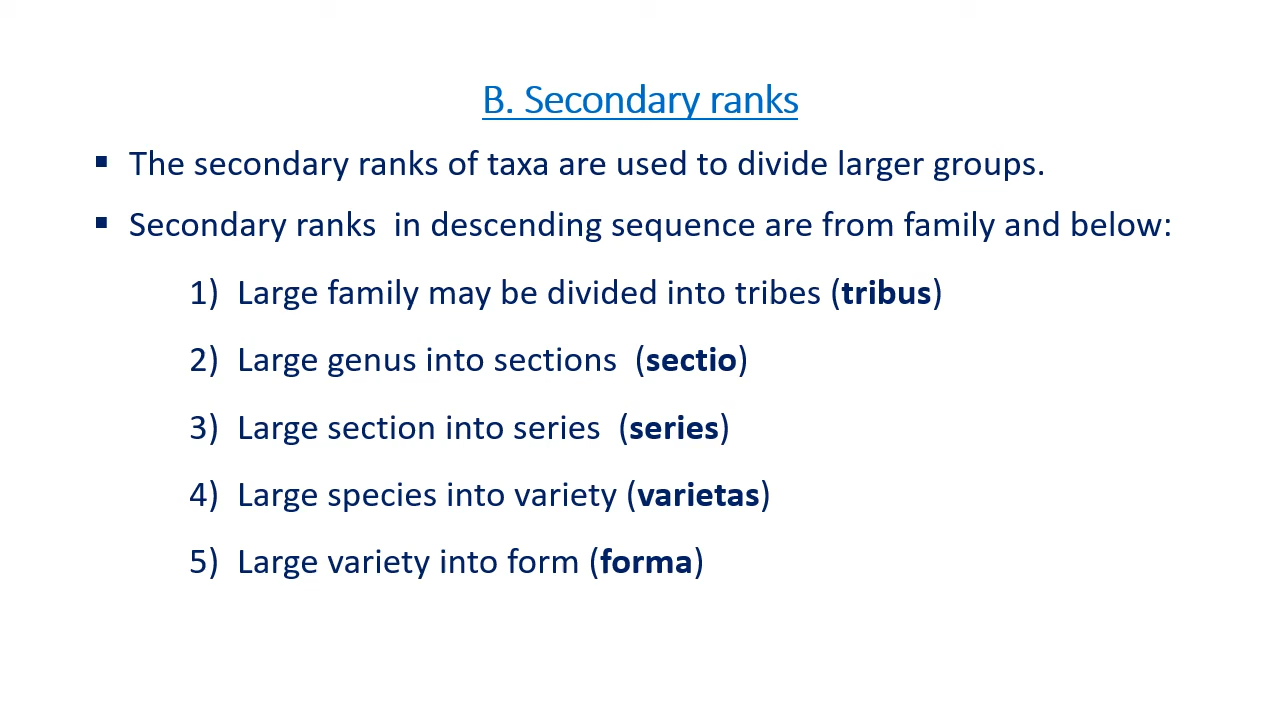 B. Secondary ranks
▪ The secondary ranks of taxa are used to divide larger groups.
▪ Secondary ranks  in descending sequence are from family and below:
1) Large family may be divided into tribes (tribus)
2) Large genus into sections  (sectio)
3) Large section into series  (series)
4) Large species into variety (varietas)
5) Large variety into form (forma)